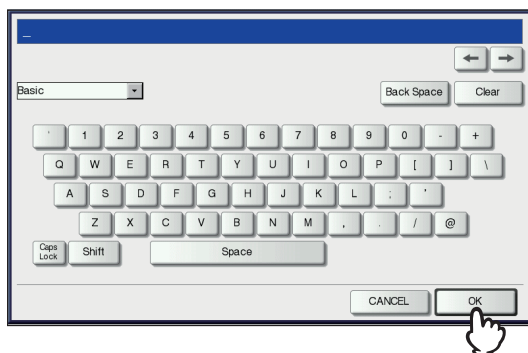 _
← →
Basic Back Space Clear
` 1 2 3 4 5 6 7 8 9 0 - +
Q W E R T Y U I O P [ ] \
A S D F G H J K L ; '
Z X C V B N M , . / @
Caps Lock Shift Space
CANCEL OK